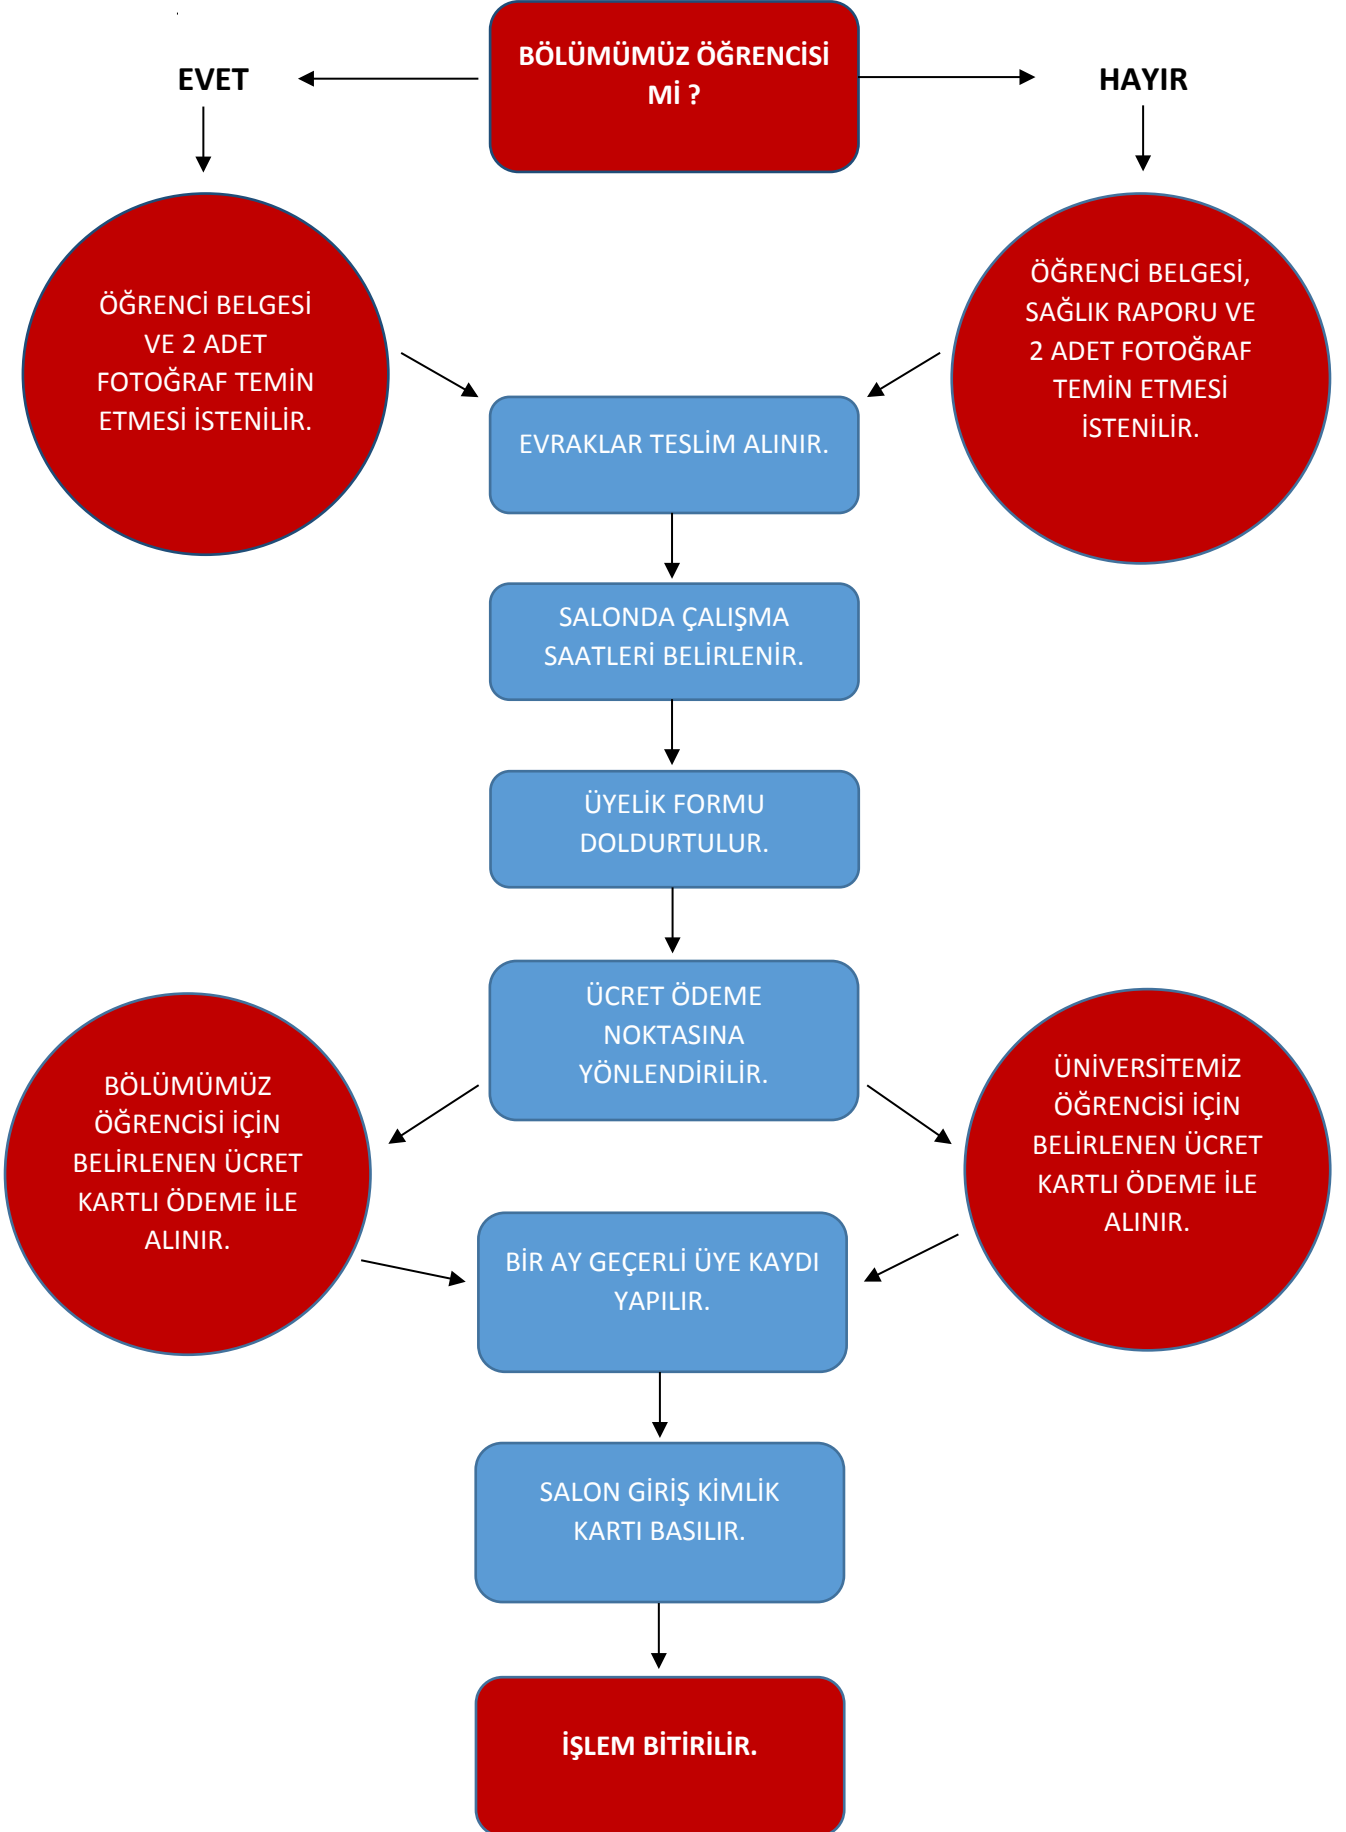 BÖLÜMÜMÜZ ÖĞRENCİSİ
Mİ ?
EVET
HAYIR
ÖĞRENCİ BELGESİ
VE 2 ADET
FOTOĞRAF TEMİN
ETMESİ İSTENİLİR.
ÖĞRENCİ BELGESİ,
SAĞLIK RAPORU VE
2 ADET FOTOĞRAF
TEMİN ETMESİ
İSTENİLİR.
EVRAKLAR TESLİM ALINIR.
SALONDA ÇALIŞMA
SAATLERİ BELİRLENİR.
ÜYELİK FORMU
DOLDURTULUR.
ÜCRET ÖDEME
NOKTASINA
YÖNLENDİRİLİR.
BÖLÜMÜMÜZ
ÖĞRENCİSİ İÇİN
BELİRLENEN ÜCRET
KARTLI ÖDEME İLE
ALINIR.
ÜNİVERSİTEMİZ
ÖĞRENCİSİ İÇİN
BELİRLENEN ÜCRET
KARTLI ÖDEME İLE
ALINIR.
BİR AY GEÇERLİ ÜYE KAYDI
YAPILIR.
SALON GİRİŞ KİMLİK
KARTI BASILIR.
İŞLEM BİTİRİLİR.